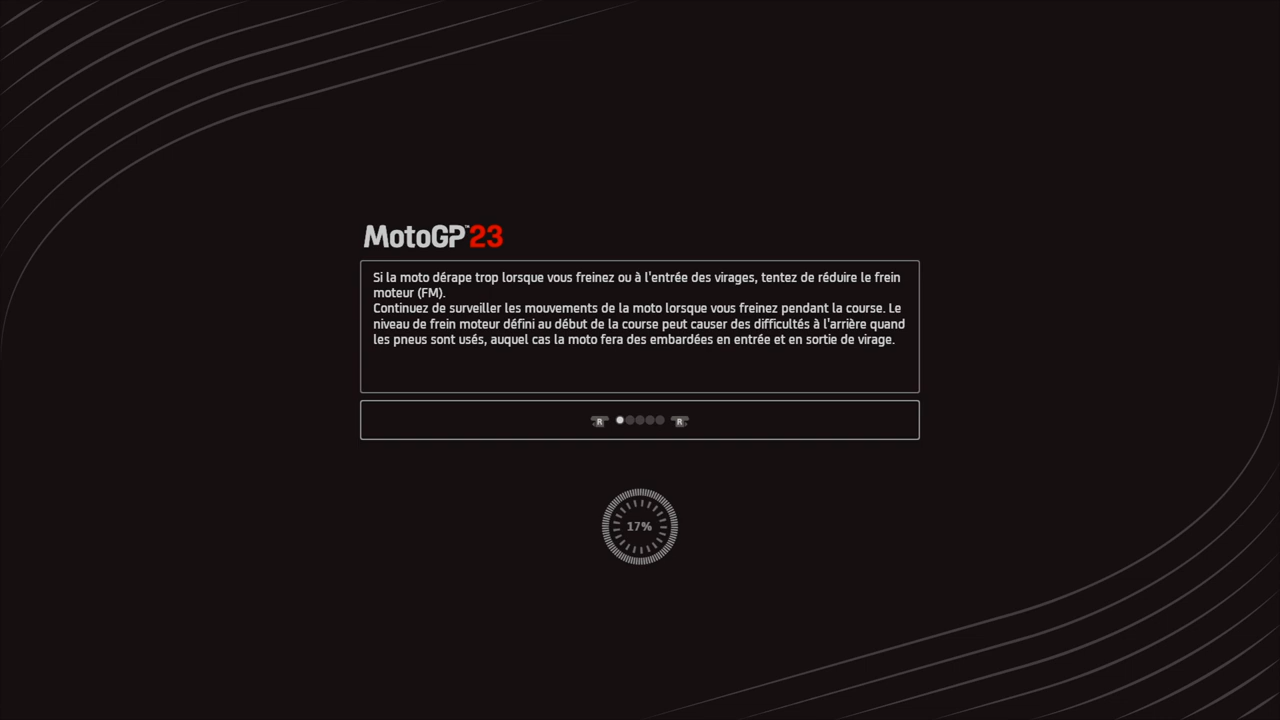 MotoGP™23
Si la moto dérape trop lorsque vous freinez ou à l'entrée des virages, tentez de réduire le frein
moteur (FM).
Continuez de surveiller les mouvements de la moto lorsque vous freinez pendant la course. Le
niveau de frein moteur défini au début de la course peut causer des difficultés à l'arrière quand
les pneus sont usés, auquel cas la moto fera des embardées en entrée et en sortie de virage.
R R
17%